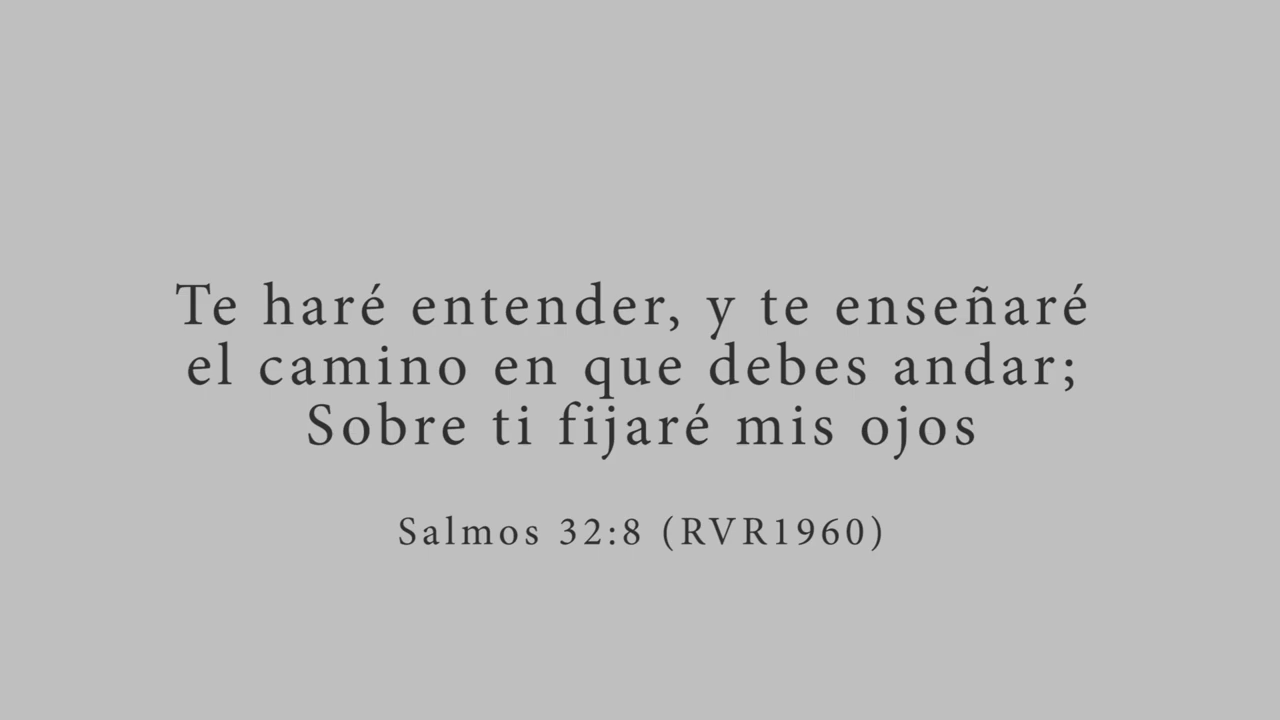 Te haré entender, y te enseñaré
el camino en que debes andar;
Sobre ti fijaré mis ojos
Salmos 32:8 (RVR1960)